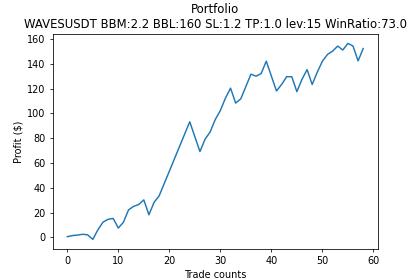 Portfolio
WAVESUSDT BBM:2.2 BBL:160 SL:1.2 TP:1.0 lev:15 WinRatio:73.0
160
140
120
100
80
60
40
20
0
Profit ($)
0 10 20 30 40 50 60
Trade counts